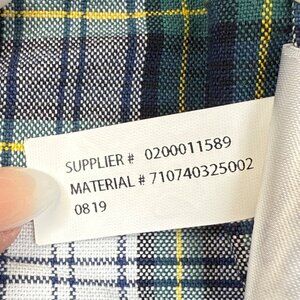 SUPPLIER # 0200011589
MATERIAL # 710740325002
0819